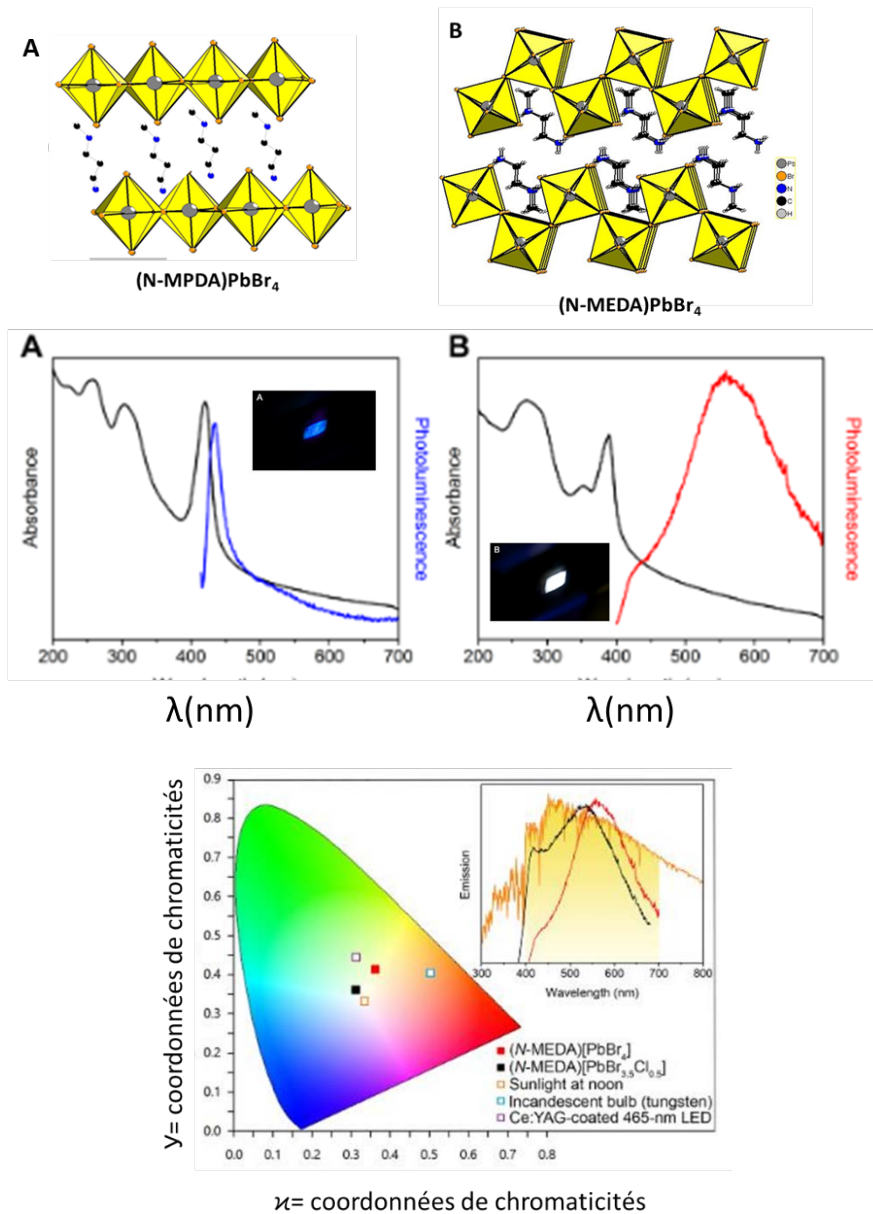 A
B
Pb
Br
N
C
H
(N-MPDA)PbBr₄
(N-MEDA)PbBr₄
A
B
Absorbance
A
Photoluminescence
Absorbance
B
Photoluminescence
200 300 400 500 600 700
200 300 400 500 600 700
λ(nm)
λ(nm)
y= coordonnées de chromaticités
0.9
0.8
0.7
0.6
0.5
0.4
0.3
0.2
0.1
0.0
0.0 0.1 0.2 0.3 0.4 0.5 0.6 0.7 0.8
Emission
300 400 500 600 700 800
Wavelength (nm)
(N-MEDA)[PbBr₄]
(N-MEDA)[PbBr₃.₅Cl₀.₅]
Sunlight at noon
Incandescent bulb (tungsten)
Ce:YAG-coated 465-nm LED
ϰ= coordonnées de chromaticités